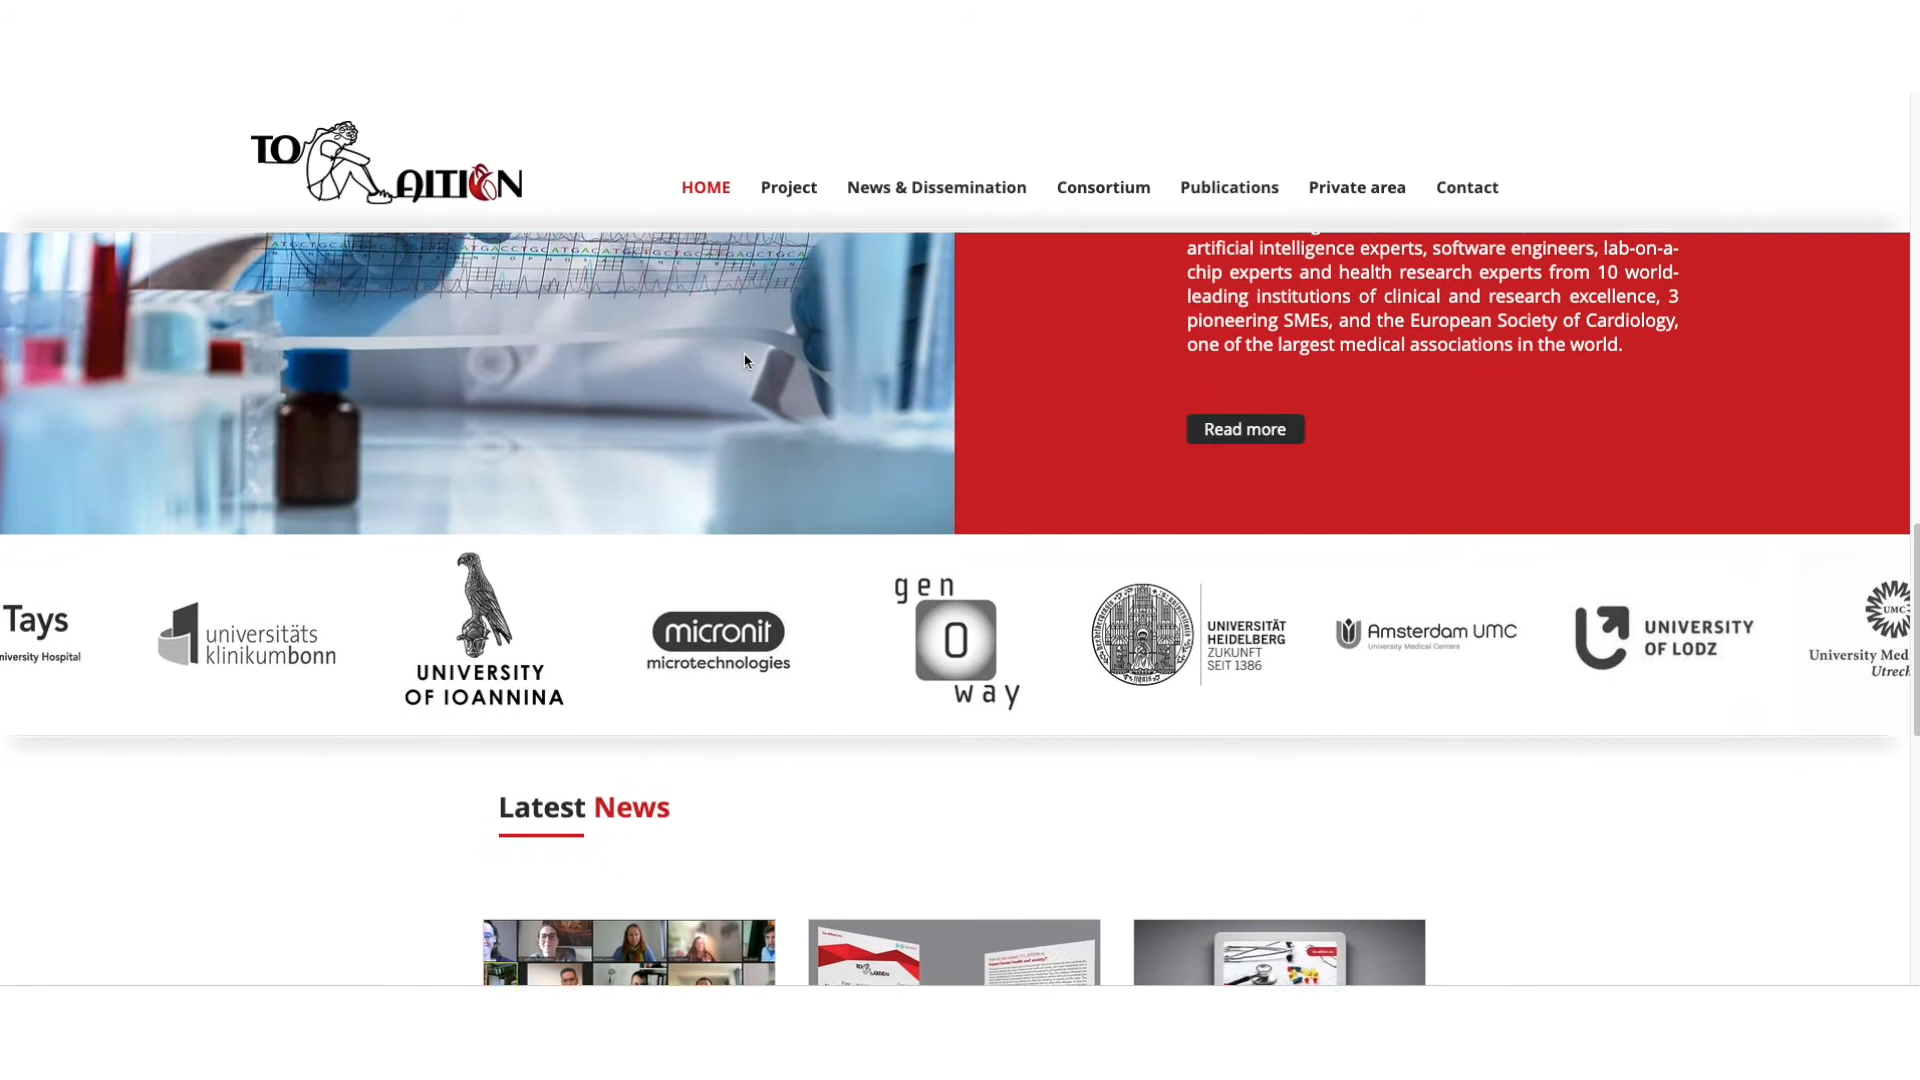 TO
AITION
HOME
Project
News & Dissemination
Consortium
Publications
Private area
Contact
artificial intelligence experts, software engineers, lab-on-a-
chip experts and health research experts from 10 world-
leading institutions of clinical and research excellence, 3
pioneering SMEs, and the European Society of Cardiology,
one of the largest medical associations in the world.
Read more
Tays
niversity Hospital
universitäts
klinikumbonn
UNIVERSITY
OF IOANNINA
micronit
microtechnologies
gen
O
way
UNIVERSITÄT
HEIDELBERG
ZUKUNFT
SEIT 1386
Amsterdam UMC
University Medical Centers
UNIVERSITY
OF LODZ
UMC
University Med
Utrech
Latest News